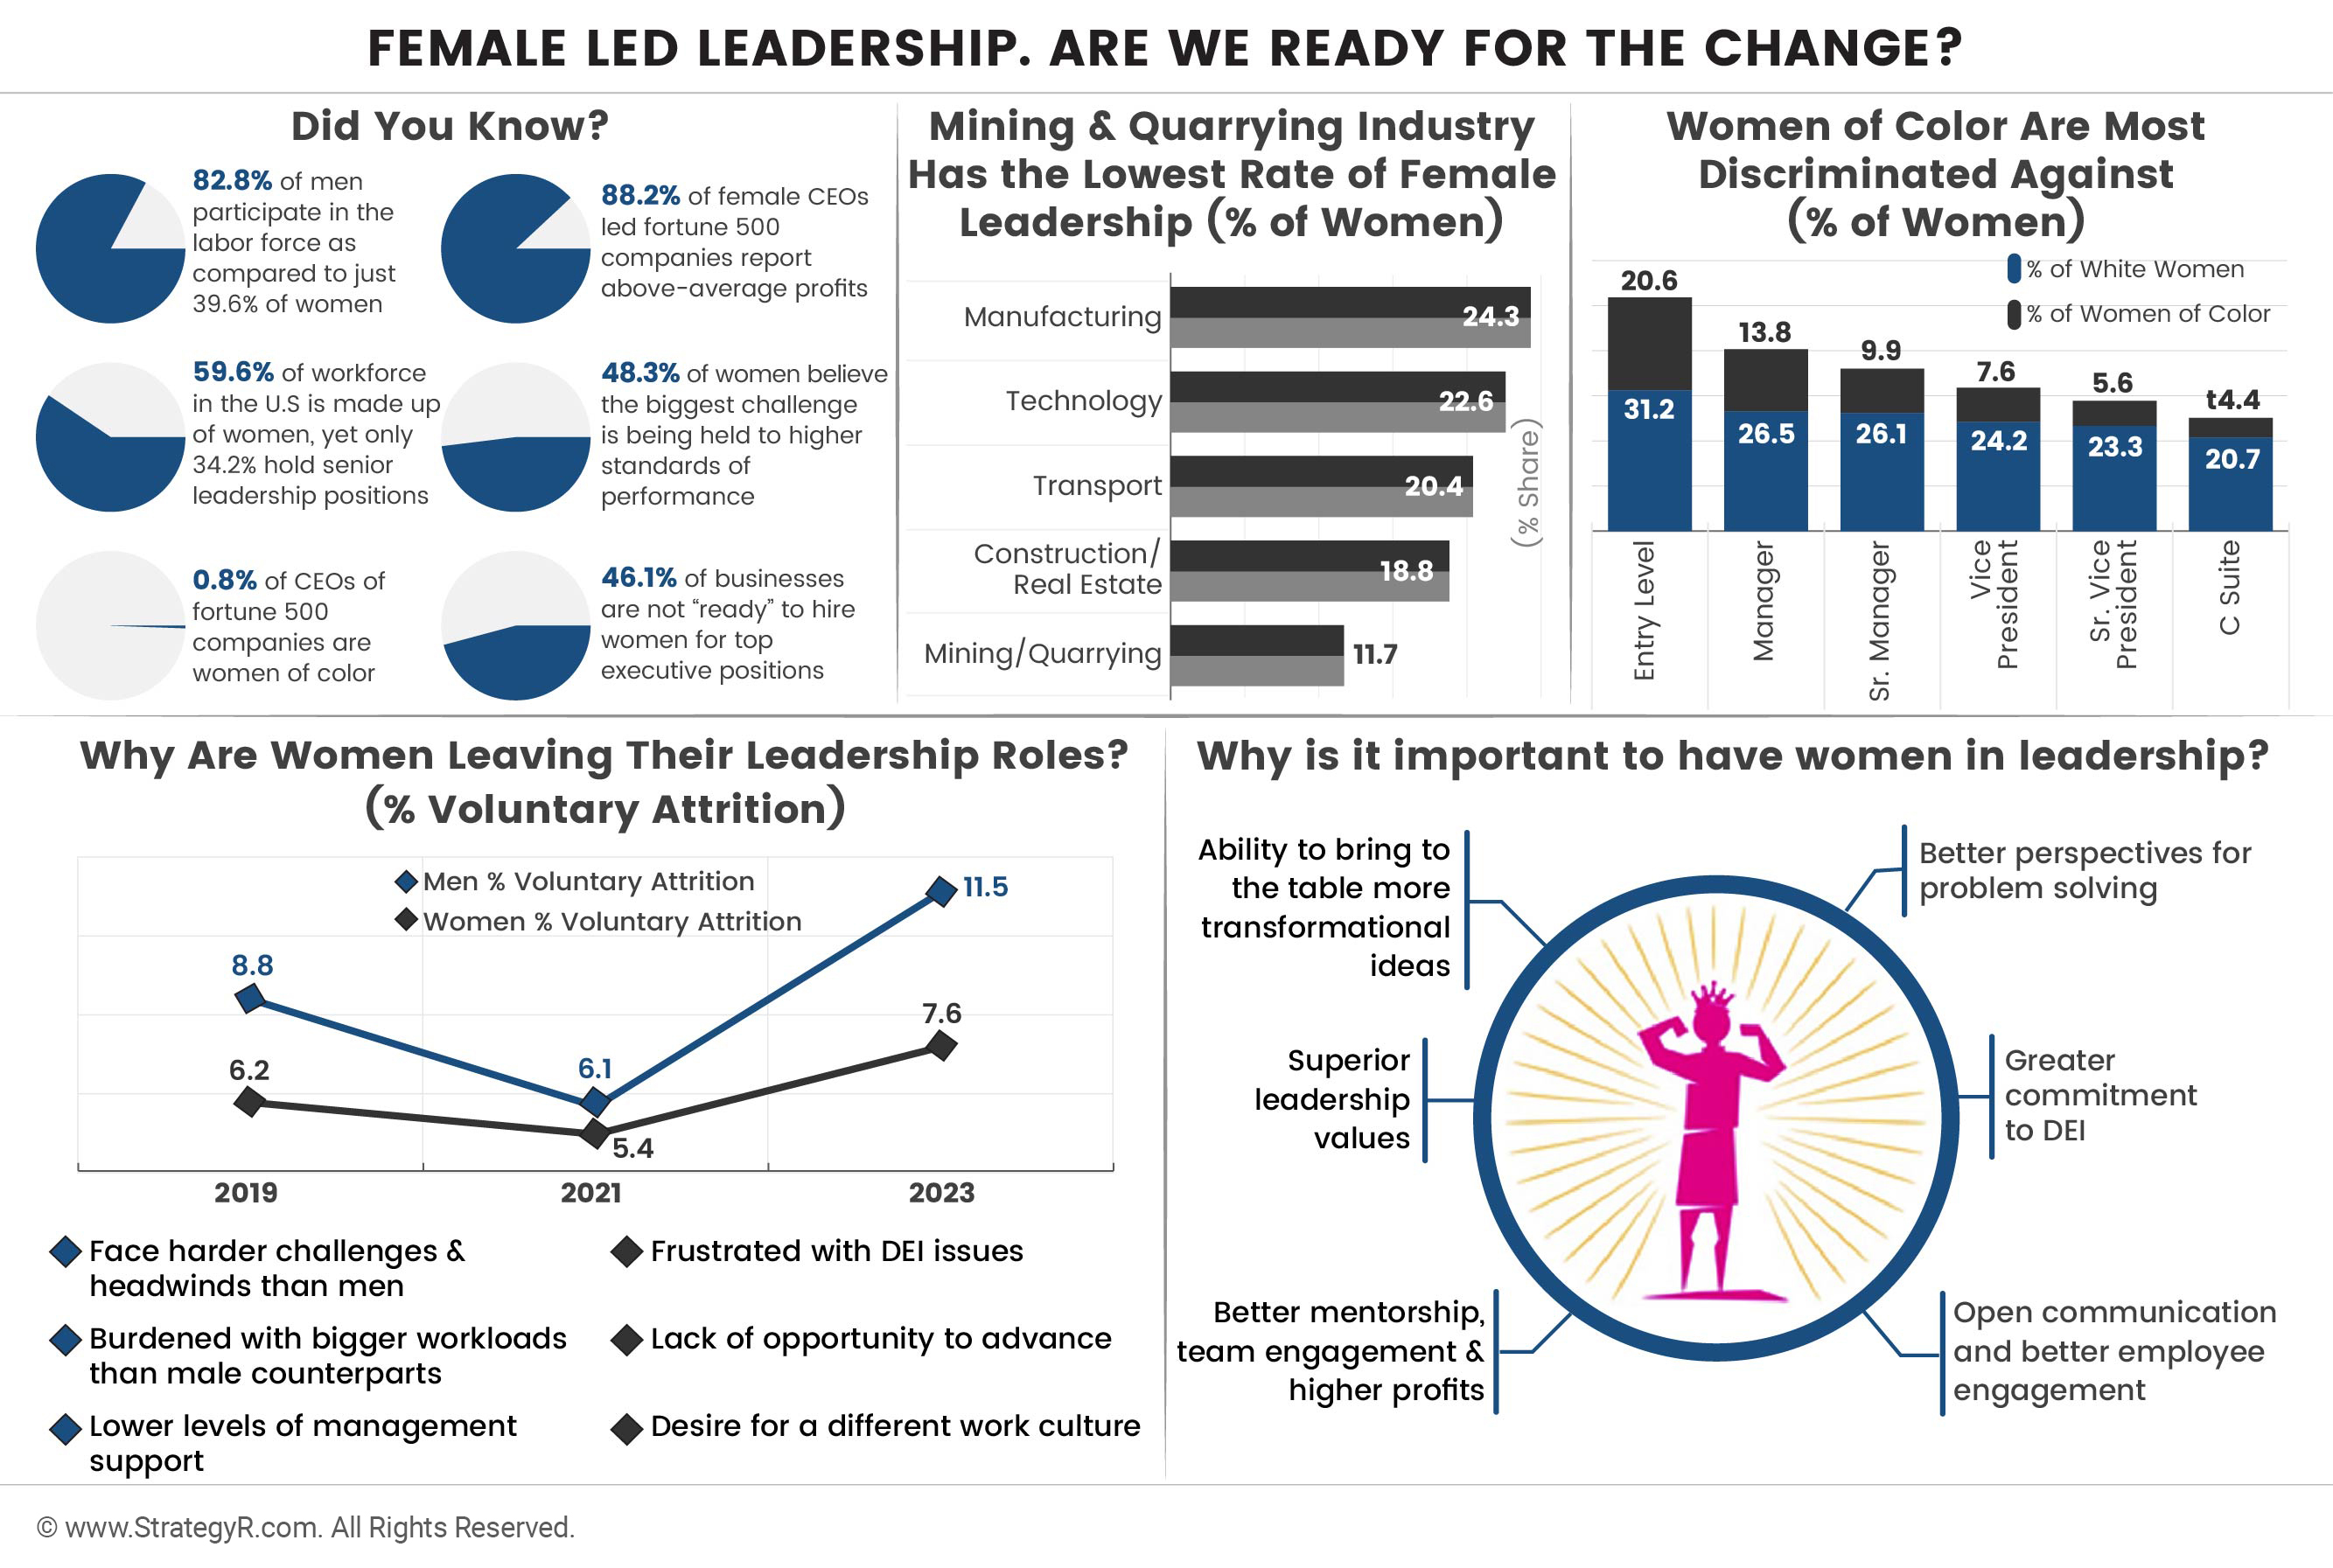 FEMALE LED LEADERSHIP. ARE WE READY FOR THE CHANGE?
Did You Know?
82.8% of men
participate in the
labor force as
compared to just
39.6% of women
88.2% of female CEOs
led fortune 500
companies report
above-average profits
59.6% of workforce
in the U.S is made up
of women, yet only
34.2% hold senior
leadership positions
48.3% of women believe
the biggest challenge
is being held to higher
standards of
performance
0.8% of CEOs of
fortune 500
companies are
women of color
46.1% of businesses
are not “ready” to hire
women for top
executive positions
Mining & Quarrying Industry
Has the Lowest Rate of Female
Leadership (% of Women)
Manufacturing
24.3
Technology
22.6
Transport
20.4
Construction/
Real Estate
18.8
Mining/Quarrying
11.7
(% Share)
Women of Color Are Most
Discriminated Against
(% of Women)
% of White Women
% of Women of Color
20.6
13.8
9.9
7.6
5.6
t4.4
31.2
26.5
26.1
24.2
23.3
20.7
Entry Level
Manager
Sr. Manager
Vice
President
Sr. Vice
President
C Suite
Why Are Women Leaving Their Leadership Roles?
(% Voluntary Attrition)
Men % Voluntary Attrition
Women % Voluntary Attrition
8.8
6.1
11.5
6.2
5.4
7.6
2019
2021
2023
Face harder challenges &
headwinds than men
Burdened with bigger workloads
than male counterparts
Lower levels of management
support
Frustrated with DEI issues
Lack of opportunity to advance
Desire for a different work culture
Why is it important to have women in leadership?
Ability to bring to
the table more
transformational
ideas
Superior
leadership
values
Better mentorship,
team engagement &
higher profits
Better perspectives for
problem solving
Greater
commitment
to DEI
Open communication
and better employee
engagement
© www.StrategyR.com. All Rights Reserved.